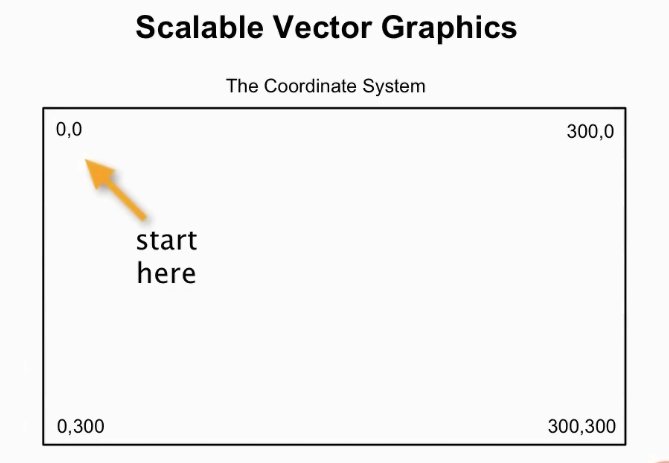 Scalable Vector Graphics
The Coordinate System
0,0
300,0
start
here
0,300
300,300